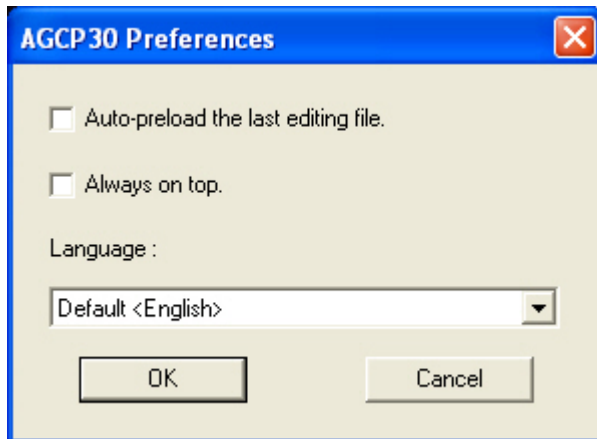 AGCP30 Preferences
Auto-preload the last editing file.
Always on top.
Language :
Default <English>
OK Cancel